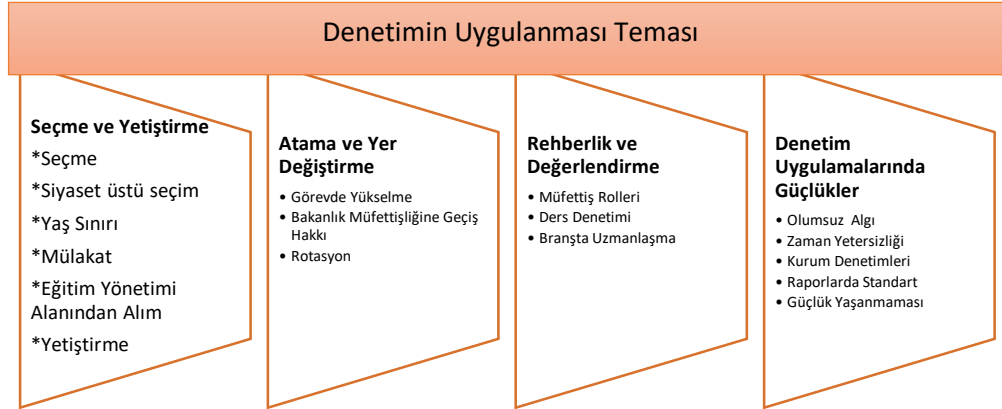 Denetimin Uygulanması Teması
Seçme ve Yetiştirme
*Seçme
*Siyaset üstü seçim
*Yaş Sınırı
*Mülakat
*Eğitim Yönetimi
Alanından Alım
*Yetiştirme
Atama ve Yer
Değiştirme
• Görevde Yükselme
• Bakanlık Müfettişliğine Geçiş
Hakkı
• Rotasyon
Rehberlik ve
Değerlendirme
• Müfettiş Rolleri
• Ders Denetimi
• Branşta Uzmanlaşma
Denetim
Uygulamalarında
Güçlükler
• Olumsuz Algı
• Zaman Yetersizliği
• Kurum Denetimleri
• Raporlarda Standart
• Güçlük Yaşanmaması